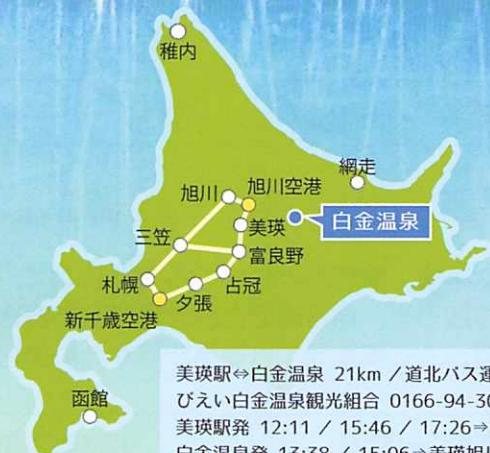 稚内
網走
旭川
旭川空港
美瑛
白金温泉
三笠
富良野
札幌
占冠
夕張
新千歳空港
函館
美瑛駅⇔白金温泉 21km／道北バス運
びえい白金温泉観光組合 0166-94-30
美瑛駅発 12:11 / 15:46 / 17:26⇒